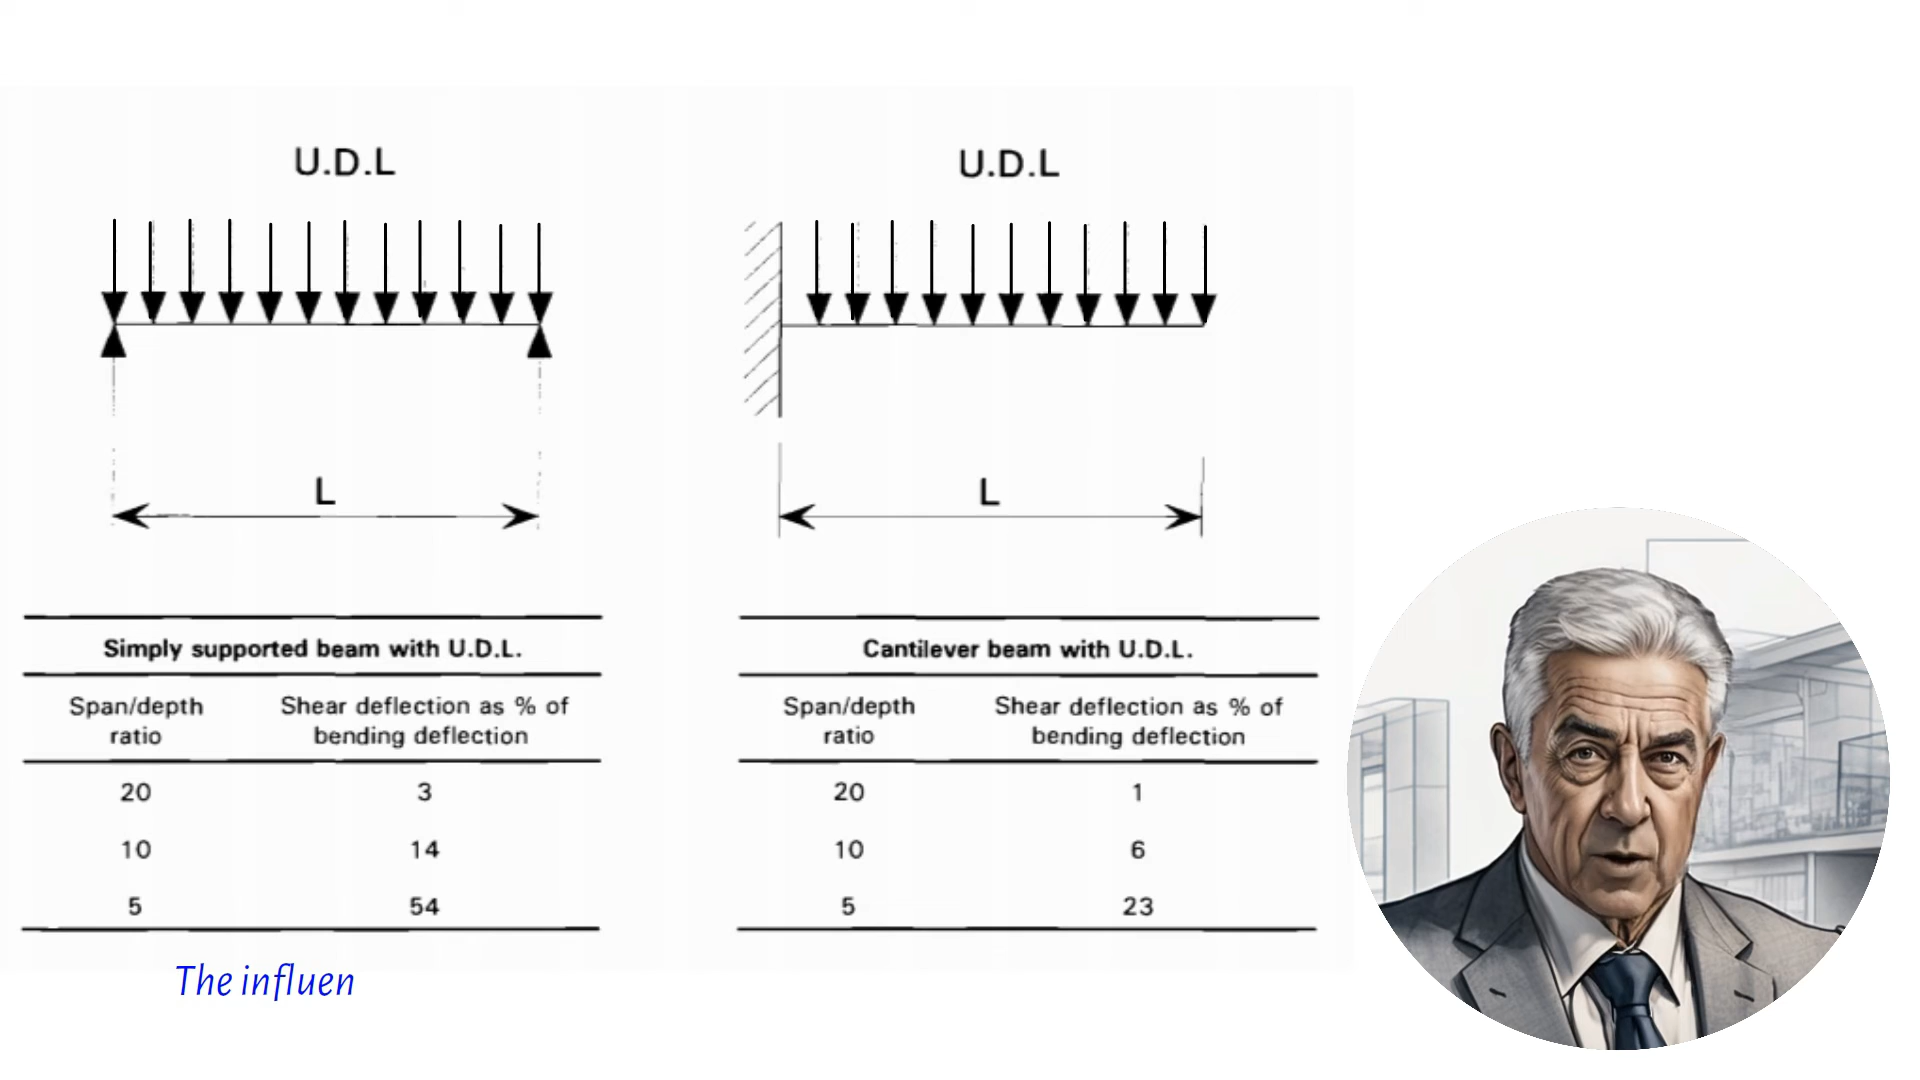 U.D.L
L
Simply supported beam with U.D.L.
Span/depth ratio
Shear deflection as % of bending deflection
20 3
10 14
5 54
U.D.L
L
Cantilever beam with U.D.L.
Span/depth ratio
Shear deflection as % of bending deflection
20 1
10 6
5 23
The influen